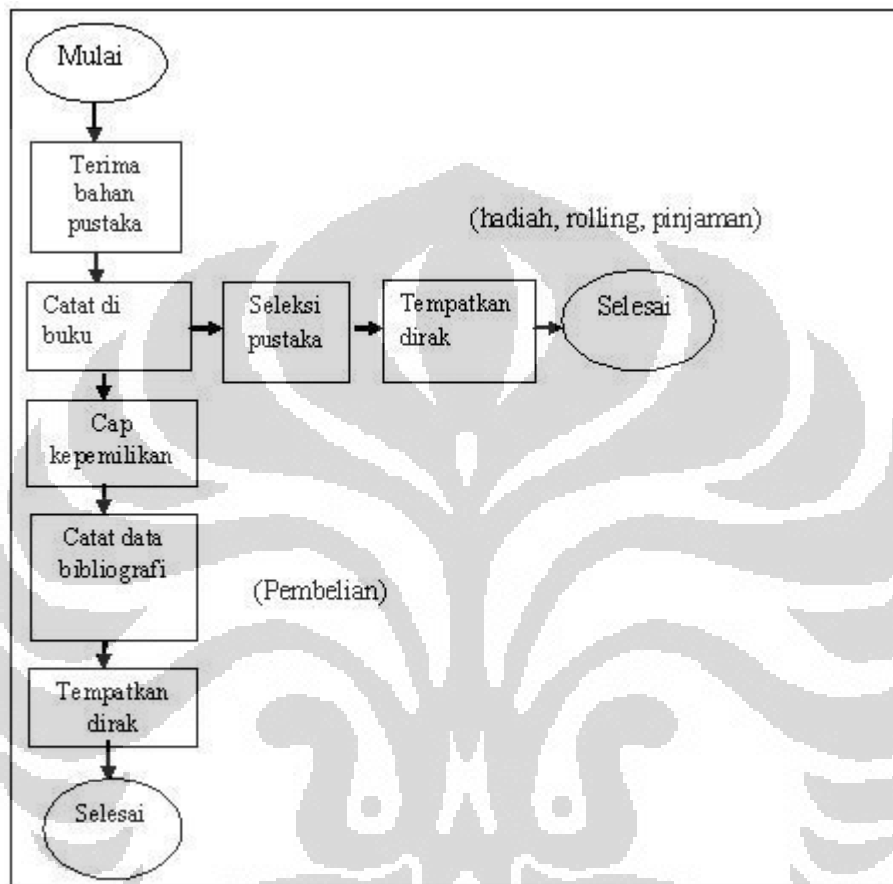 Mulai
Terima
bahan
pustaka
(hadiah, rolling, pinjaman)
Catat di
buku
Seleksi
pustaka
Tempatkan
dirak
Selesai
Cap
kepemilikan
Catat data
bibliografi
(Pembelian)
Tempatkan
dirak
Selesai